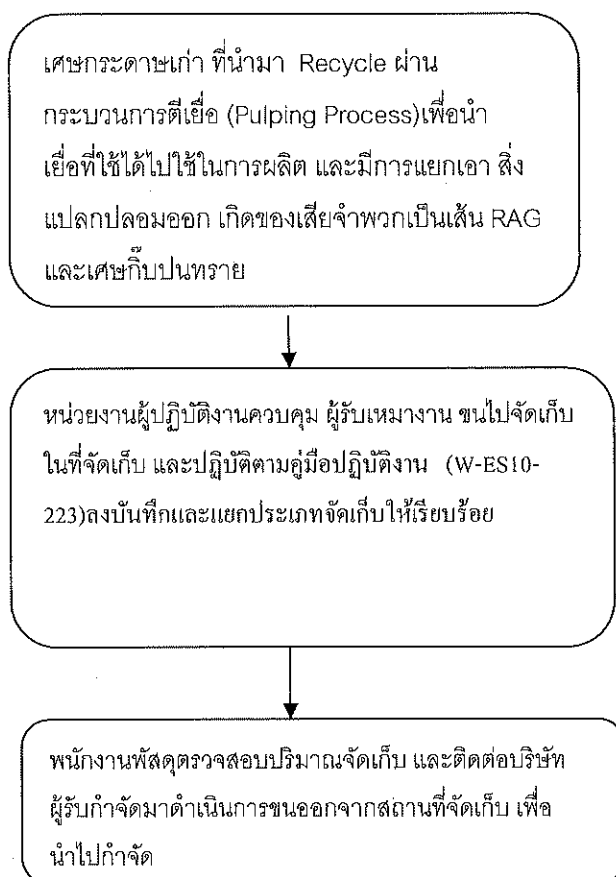 เศษกระดาษเก่า ที่นำมา Recycle ผ่าน
กระบวนการตีเยื่อ (Pulping Process)เพื่อนำ
เยื่อที่ใช้ได้ไปใช้ในการผลิต และมีการแยกเอา สิ่ง
แปลกปลอมออก เกิดของเสียจำพวกเป็นเส้น RAG
และเศษกิ๊บปนทราย
หน่วยงานผู้ปฏิบัติงานควบคุม ผู้รับเหมางาน ขนไปจัดเก็บ
ในที่จัดเก็บ และปฏิบัติตามคู่มือปฏิบัติงาน (W-ES10-
223)ลงบันทึกและแยกประเภทจัดเก็บให้เรียบร้อย
พนักงานพัสดุตรวจสอบปริมาณจัดเก็บ และติดต่อบริษัท
ผู้รับกำจัดมาดำเนินการขนออกจากสถานที่จัดเก็บ เพื่อ
นำไปกำจัด